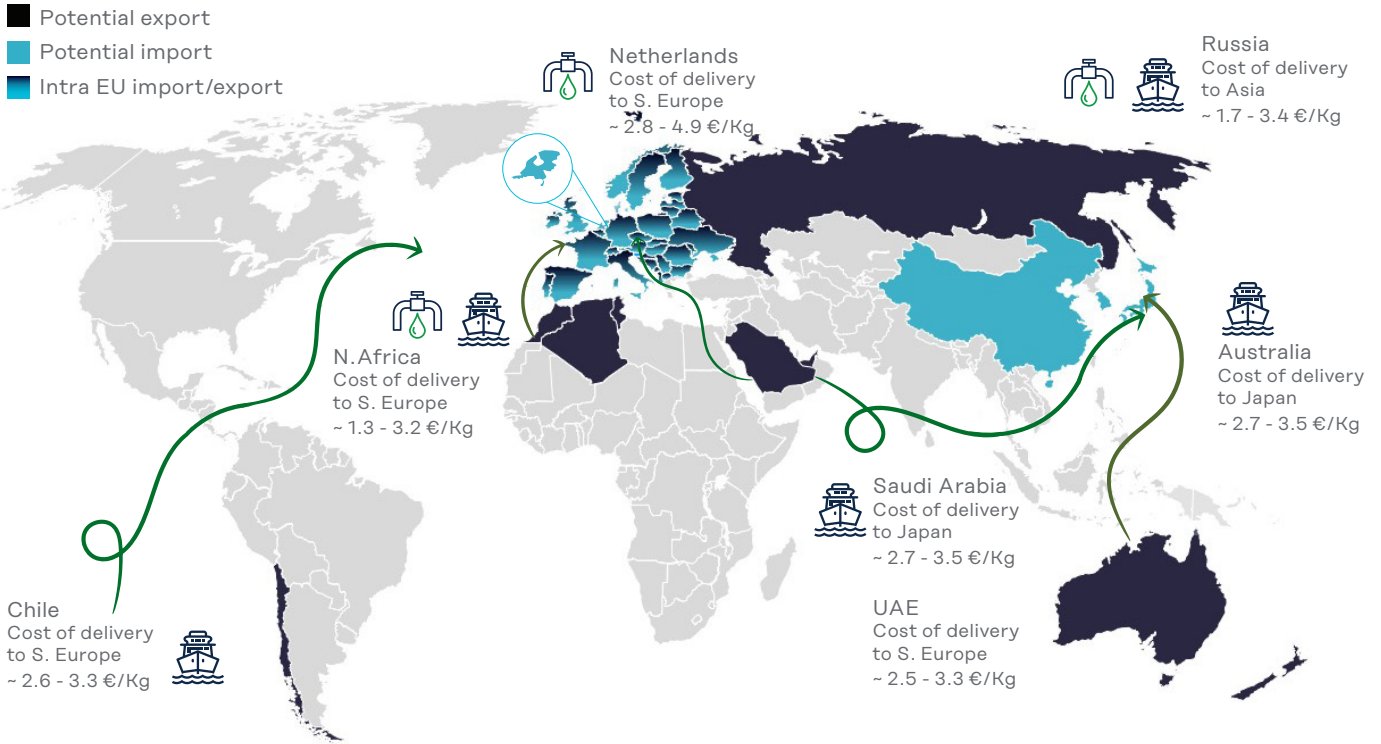 Potential export
Potential import
Intra EU import/export
Netherlands
Cost of delivery
to S. Europe
~ 2.8 - 4.9 €/Kg
Russia
Cost of delivery
to Asia
~ 1.7 - 3.4 €/Kg
N.Africa
Cost of delivery
to S. Europe
~ 1.3 - 3.2 €/Kg
Australia
Cost of delivery
to Japan
~ 2.7 - 3.5 €/Kg
Saudi Arabia
Cost of delivery
to Japan
~ 2.7 - 3.5 €/Kg
Chile
Cost of delivery
to S. Europe
~ 2.6 - 3.3 €/Kg
UAE
Cost of delivery
to S. Europe
~ 2.5 - 3.3 €/Kg